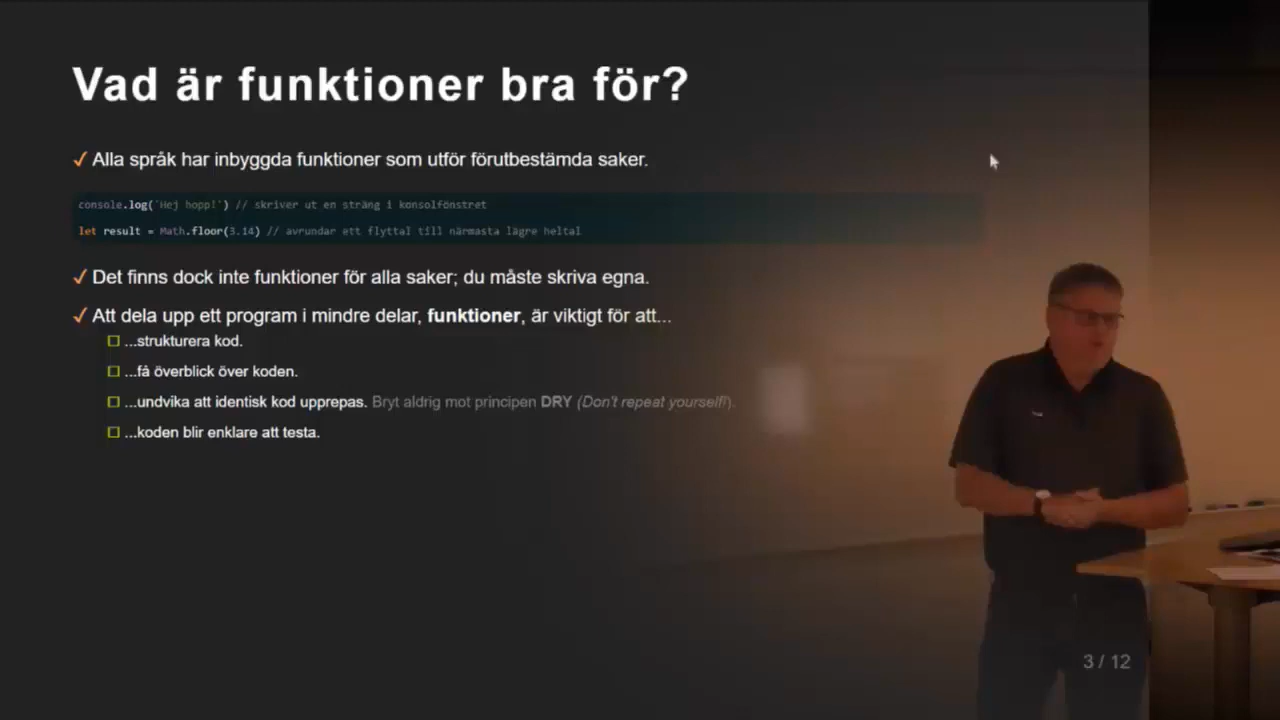 Vad är funktioner bra för?
✓ Alla språk har inbyggda funktioner som utför förutbestämda saker.
console.log('Hej hopp!') // skriver ut en sträng i konsolfönstret
let result = Math.floor(3.14) // avrundar ett flyttal till närmasta lägre heltal
✓ Det finns dock inte funktioner för alla saker; du måste skriva egna.
✓ Att dela upp ett program i mindre delar, funktioner, är viktigt för att...
☐ ...strukturera kod.
☐ ...få överblick över koden.
☐ ...undvika att identisk kod upprepas. Bryt aldrig mot principen DRY (Don't repeat yourself!).
☐ ...koden blir enklare att testa.
3 / 12